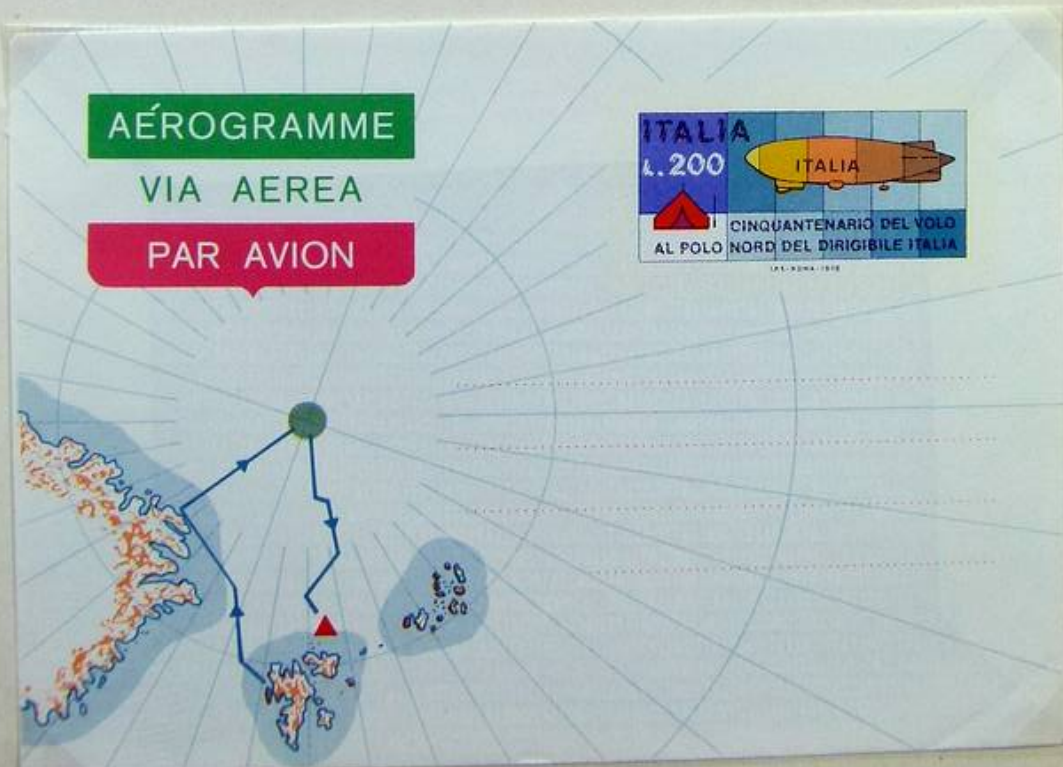 AÉROGRAMME
VIA AEREA
PAR AVION
ITALIA
L.200
ITALIA
CINQUANTENARIO DEL VOLO
AL POLO NORD DEL DIRIGIBILE ITALIA